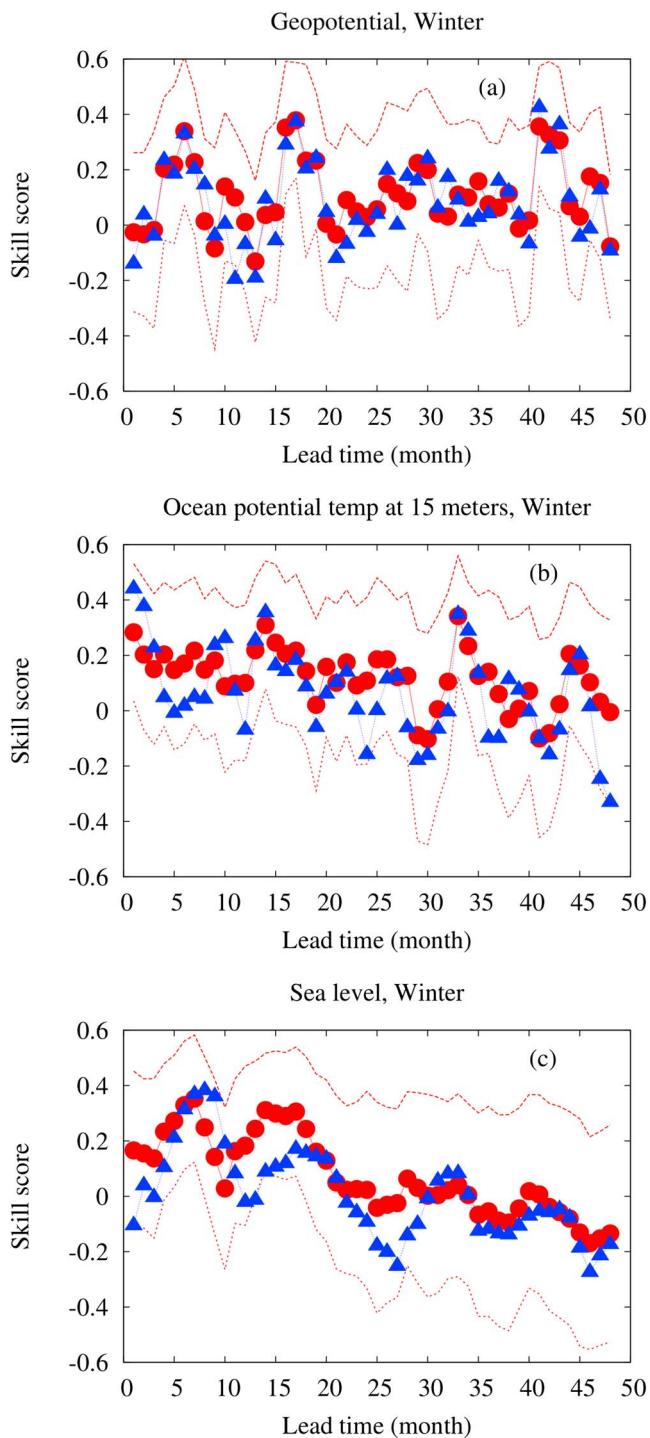 Geopotential, Winter
(a)
0.6
0.4
0.2
0
-0.2
-0.4
-0.6
Skill score
0 5 10 15 20 25 30 35 40 45 50
Lead time (month)
Ocean potential temp at 15 meters, Winter
(b)
0.6
0.4
0.2
0
-0.2
-0.4
-0.6
Skill score
0 5 10 15 20 25 30 35 40 45 50
Lead time (month)
Sea level, Winter
(c)
0.6
0.4
0.2
0
-0.2
-0.4
-0.6
Skill score
0 5 10 15 20 25 30 35 40 45 50
Lead time (month)